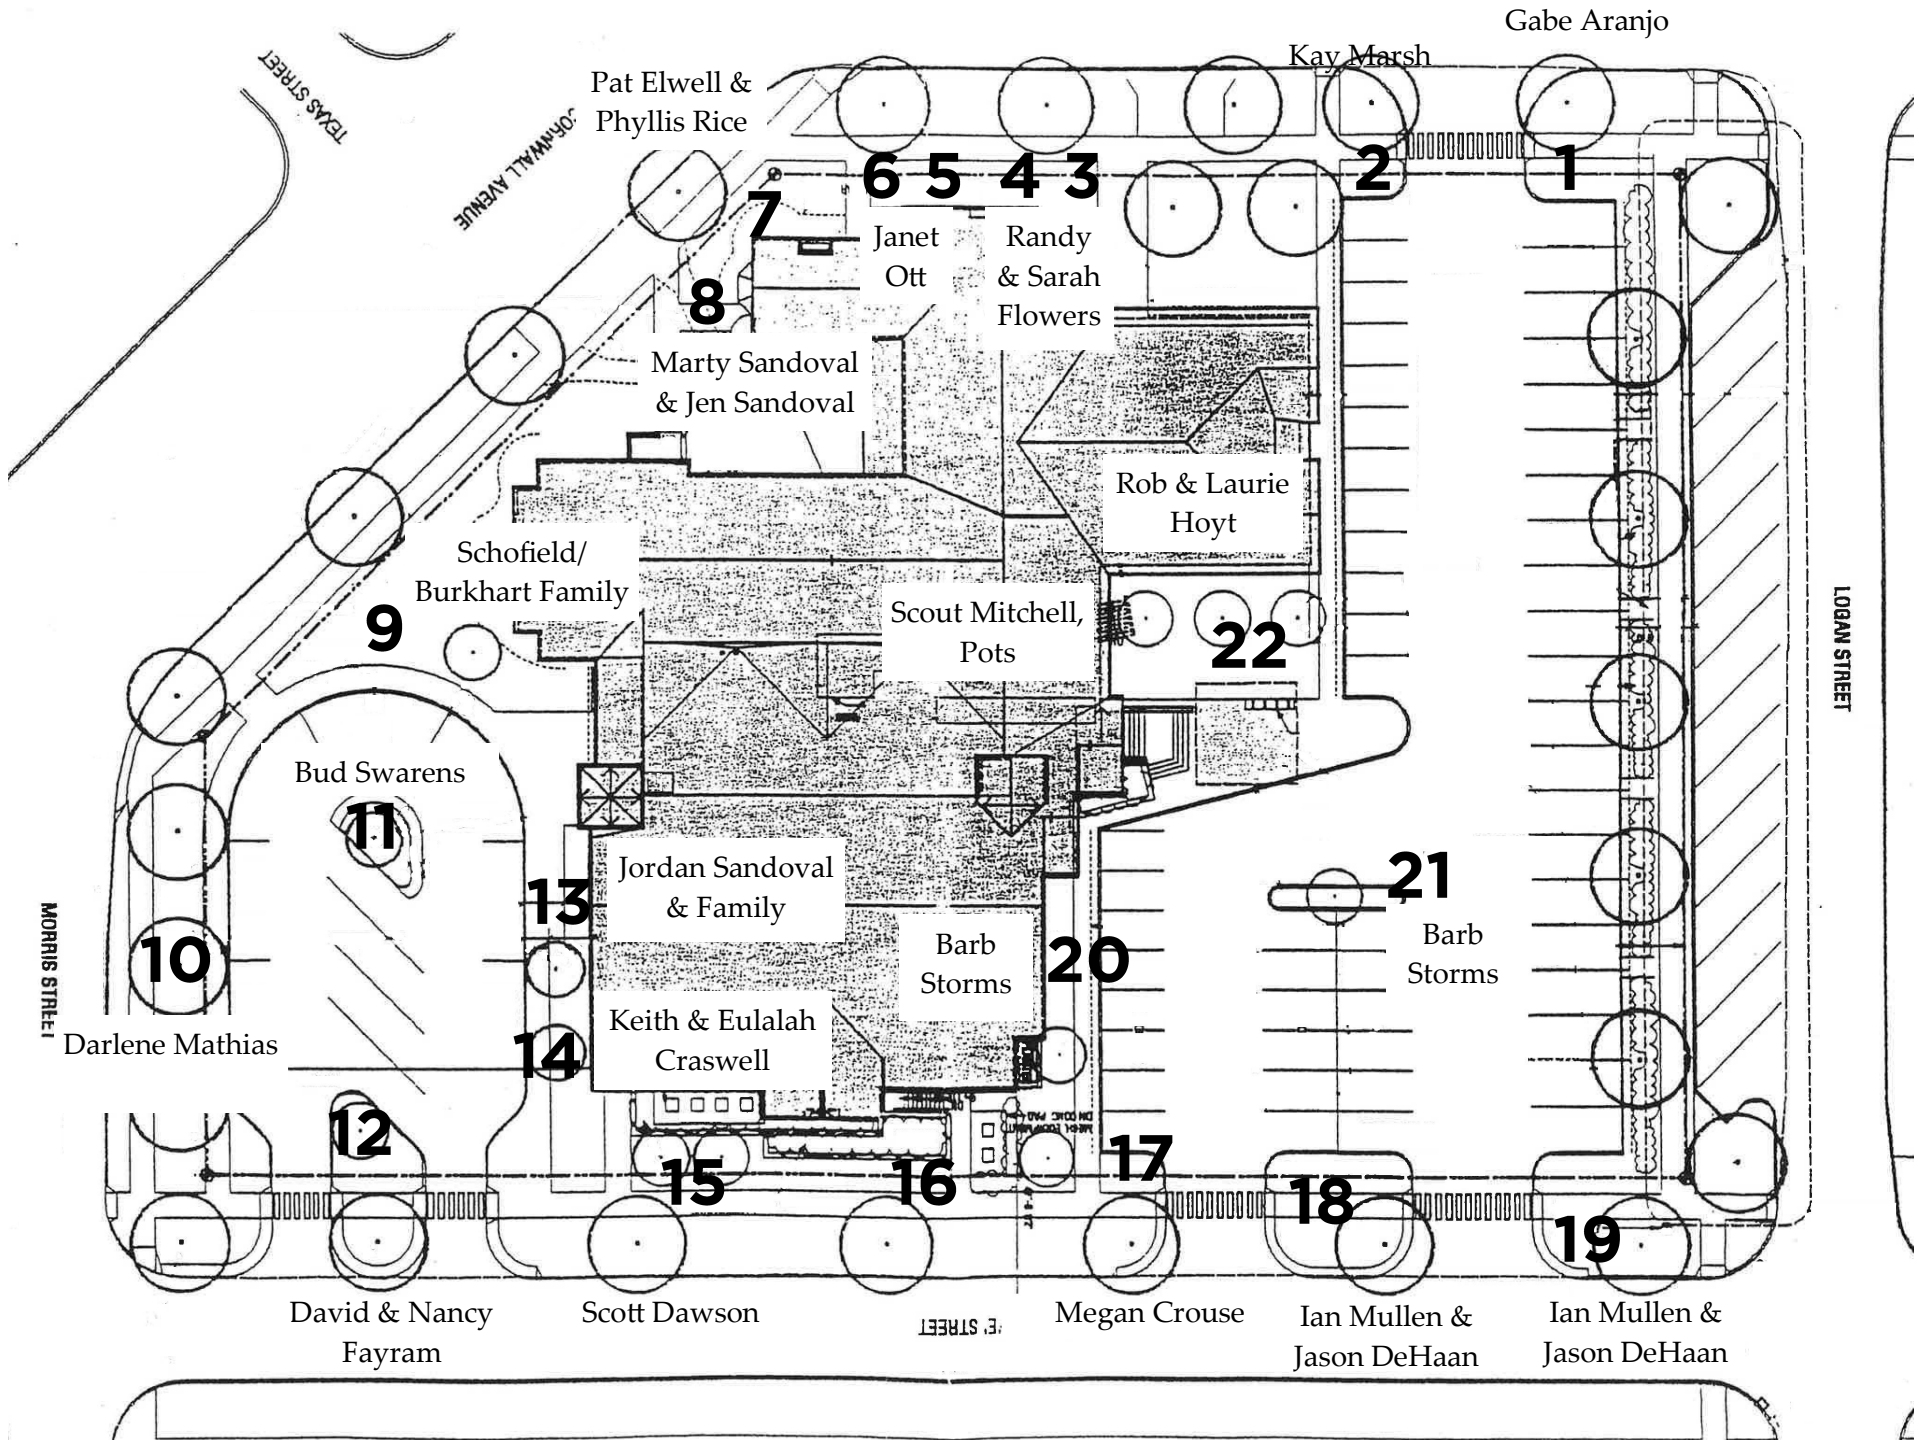 Gabe Aranjo
Kay Marsh
TEXAS STREET
Pat Elwell &
Phyllis Rice
CORNWALL AVENUE
6
5
4
3
2
1
7
Janet
Ott
Randy
& Sarah
Flowers
8
Marty Sandoval
& Jen Sandoval
Rob & Laurie
Hoyt
Schofield/
Burkhart Family
9
Scout Mitchell,
Pots
22
LOGAN STREET
Bud Swarens
11
Jordan Sandoval
& Family
13
21
Barb
Storms
Barb
Storms
20
MORRIS STREET
10
Darlene Mathias
Keith & Eulalah
Craswell
14
12
MECH. EQUIPMENT
15
16
17
18
19
David & Nancy
Fayram
Scott Dawson
'E' STREET
Megan Crouse
Ian Mullen &
Jason DeHaan
Ian Mullen &
Jason DeHaan